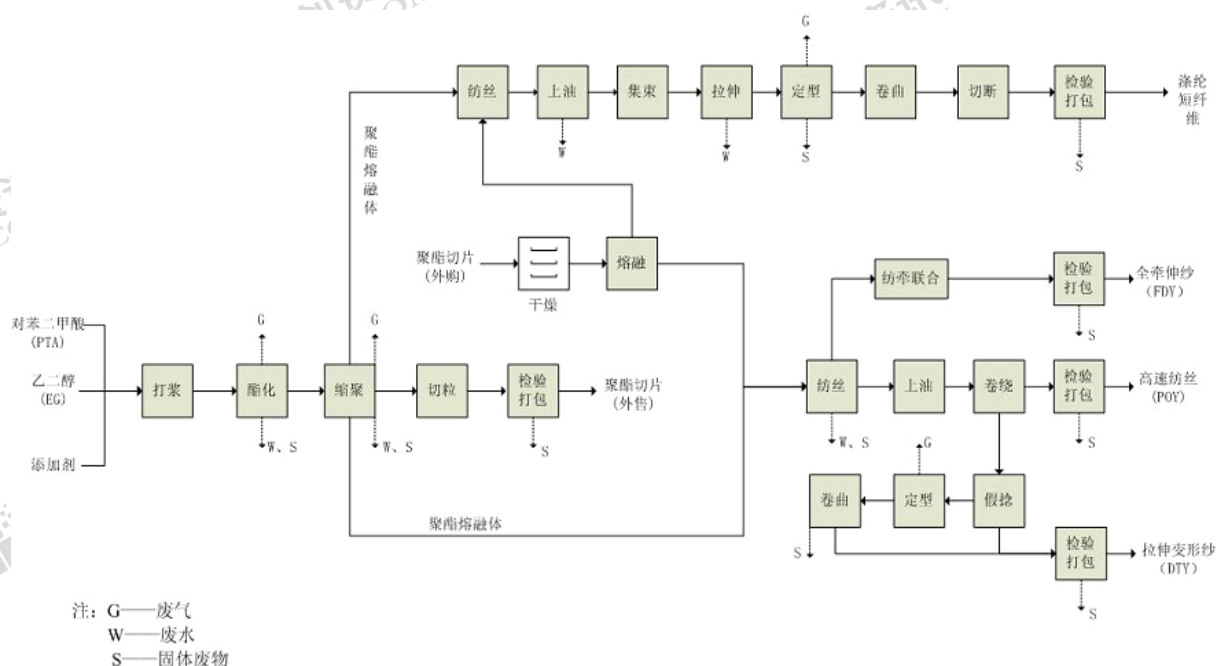 G
纺丝
上油
集束
拉伸
定型
卷曲
切断
检验
打包
涤纶
短纤
维
W
W
S
S
聚
酯
熔
融
体
聚酯切片
(外购)
干燥
熔融
纺牵联合
检验
打包
全牵伸纱
（FDY）
S
对苯二甲酸
(PTA)
乙二醇
(EG)
添加剂
打浆
G
酯化
W、S
G
缩聚
W、S
切粒
检验
打包
S
聚酯切片
(外售)
纺丝
W、S
上油
卷绕
检验
打包
S
高速纺丝
(POY)
G
卷曲
定型
假捻
S
聚酯熔融体
检验
打包
S
拉伸变形纱
（DTY）
注：G——废气
W——废水
S——固体废物